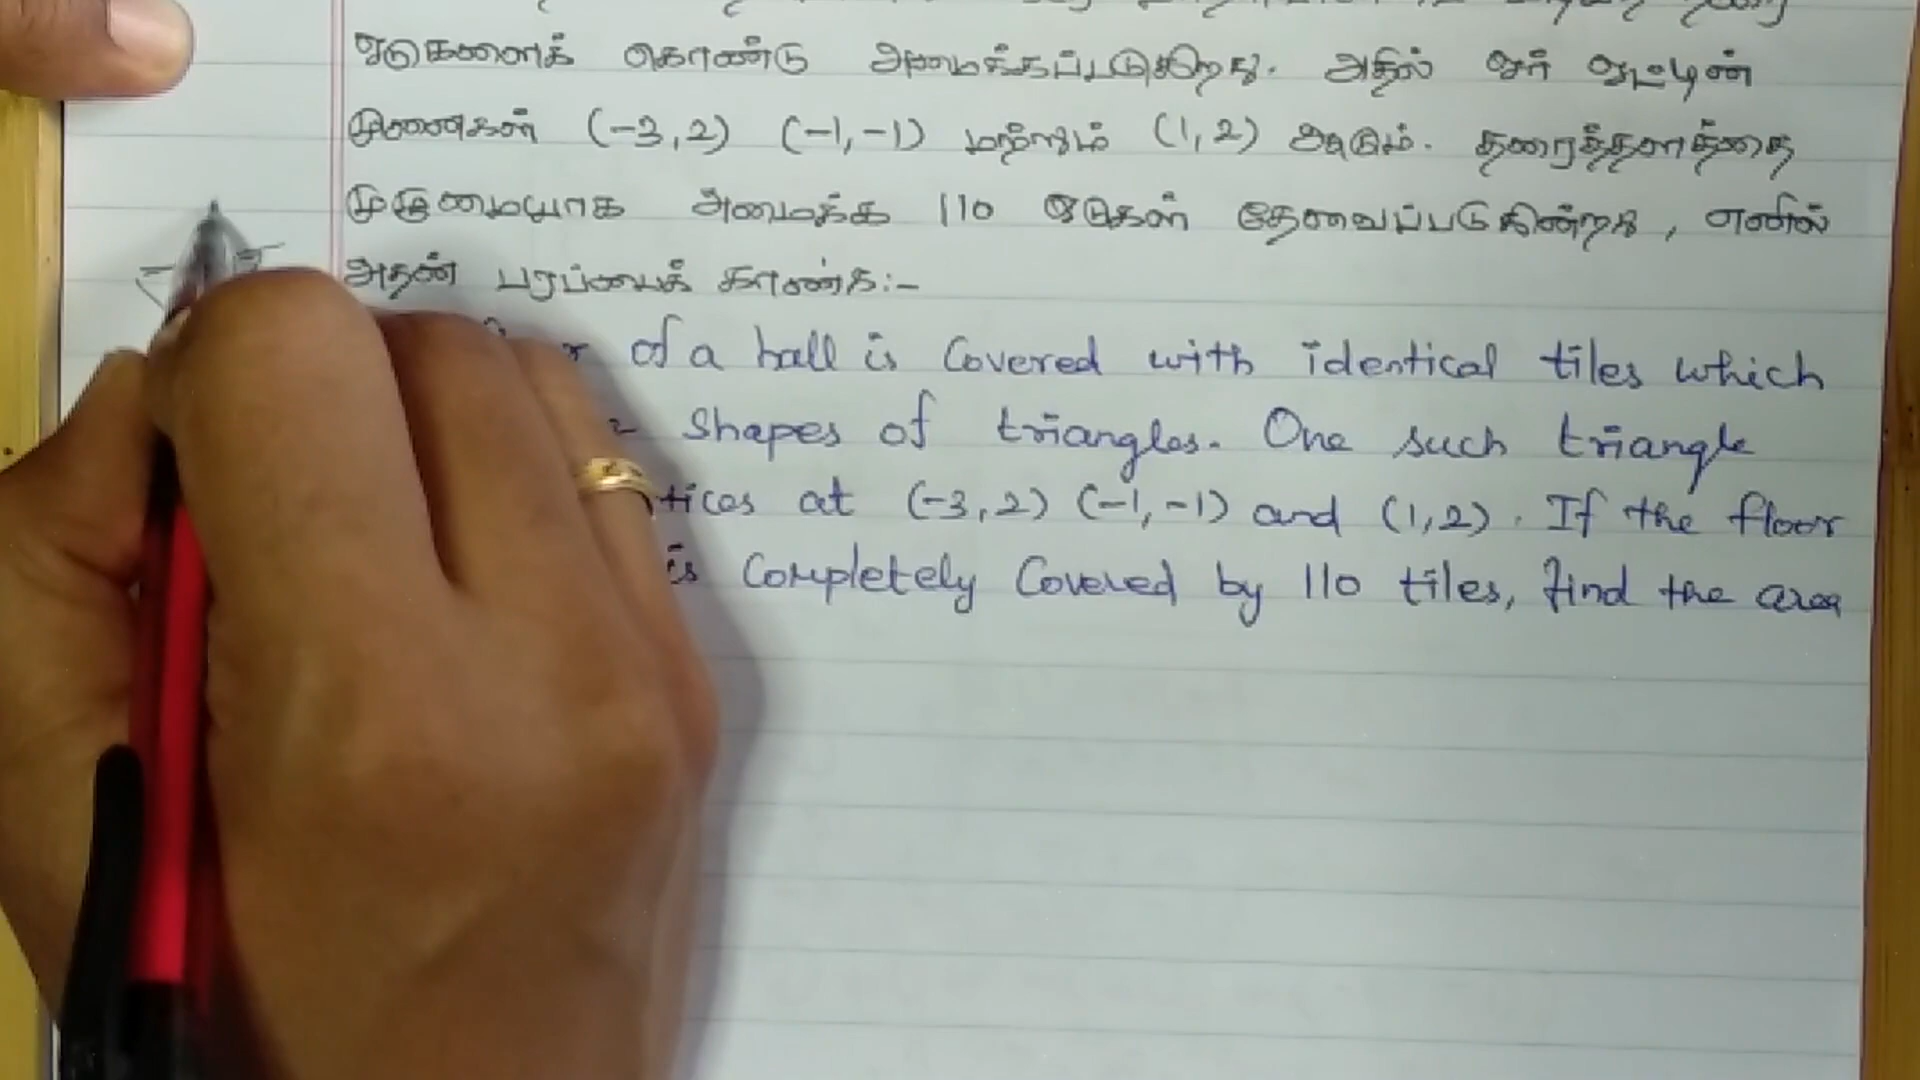 ஓடுகளைக் கொண்டு அமைக்கப்படுகிறது. அதில் ஓர் ஓட்டின்
முனைகள் (-3,2) (-1,-1) மற்றும் (1,2) ஆகும். தரைத்தளத்தை
முழுமையாக அமைக்க 110 ஓடுகள் தேவைப்படுகின்றது, எனில்
அதன் பரப்பைக் காண்க:-
of a hall is Covered with identical tiles which
shapes of triangles. One such triangle
at (-3,2) (-1,-1) and (1,2). If the floor
is Completely Covered by 110 tiles, find the area